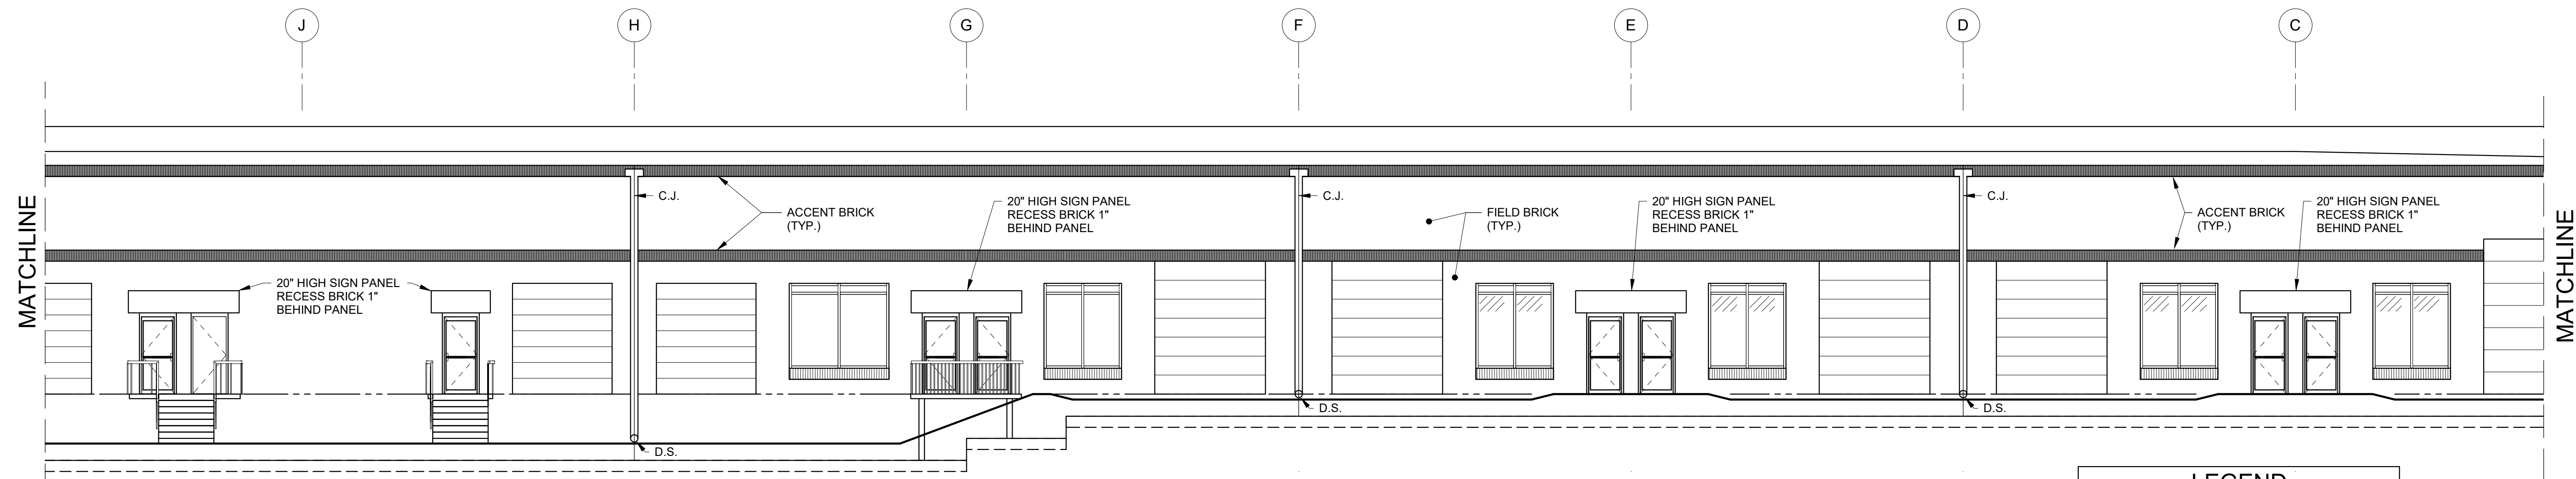 J
H
G
F
E
D
C
MATCHLINE
C.J.
ACCENT BRICK
(TYP.)
20" HIGH SIGN PANEL
RECESS BRICK 1"
BEHIND PANEL
C.J.
FIELD BRICK
(TYP.)
20" HIGH SIGN PANEL
RECESS BRICK 1"
BEHIND PANEL
C.J.
ACCENT BRICK
(TYP.)
20" HIGH SIGN PANEL
RECESS BRICK 1"
BEHIND PANEL
MATCHLINE
20" HIGH SIGN PANEL
RECESS BRICK 1"
BEHIND PANEL
D.S.
D.S.
D.S.
LEGEND